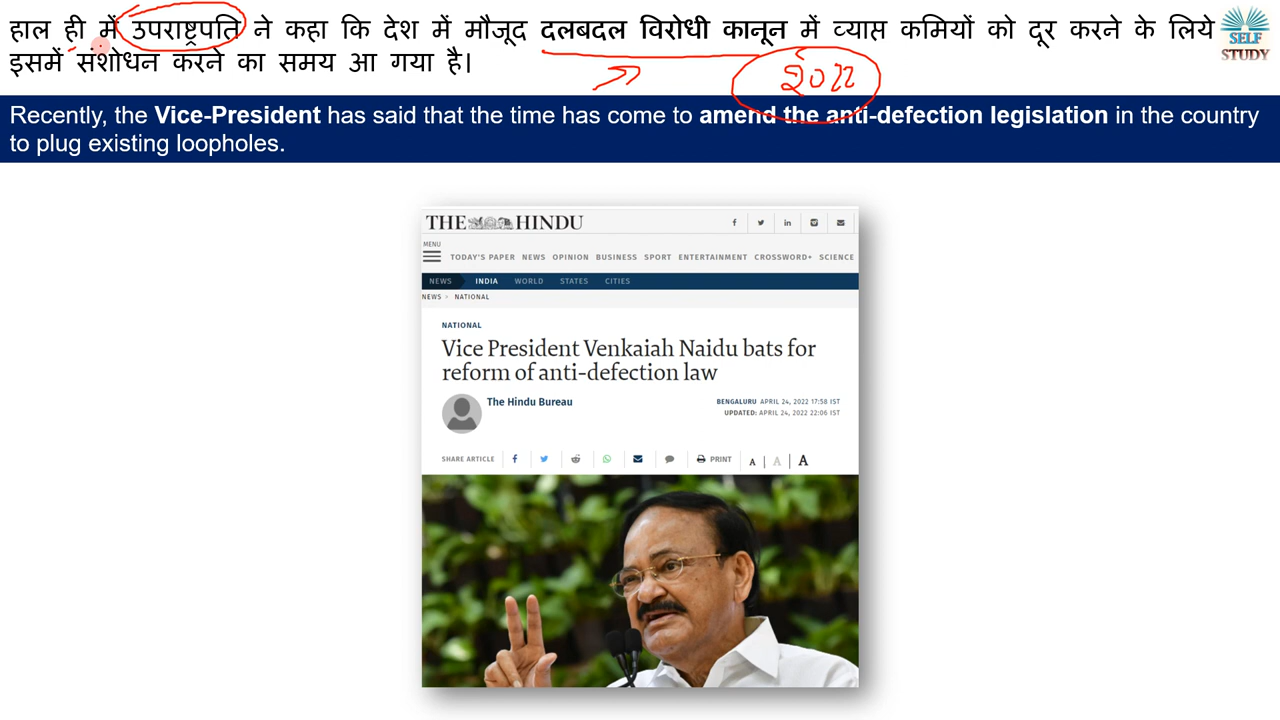 हाल ही में उपराष्ट्रपति ने कहा कि देश में मौजूद दलबदल विरोधी कानून में व्याप्त कमियों को दूर करने के लिये
इसमें संशोधन करने का समय आ गया है।
SELF
STUDY
2022
Recently, the Vice-President has said that the time has come to amend the anti-defection legislation in the country
to plug existing loopholes.
THE HINDU
MENU
TODAY'S PAPER NEWS OPINION BUSINESS SPORT ENTERTAINMENT CROSSWORD+ SCIENCE
NEWS INDIA WORLD STATES CITIES
NEWS > NATIONAL
NATIONAL
Vice President Venkaiah Naidu bats for
reform of anti-defection law
The Hindu Bureau
BENGALURU APRIL 24, 2022 17:58 IST
UPDATED: APRIL 24, 2022 22:06 IST
SHARE ARTICLE PRINT A A A